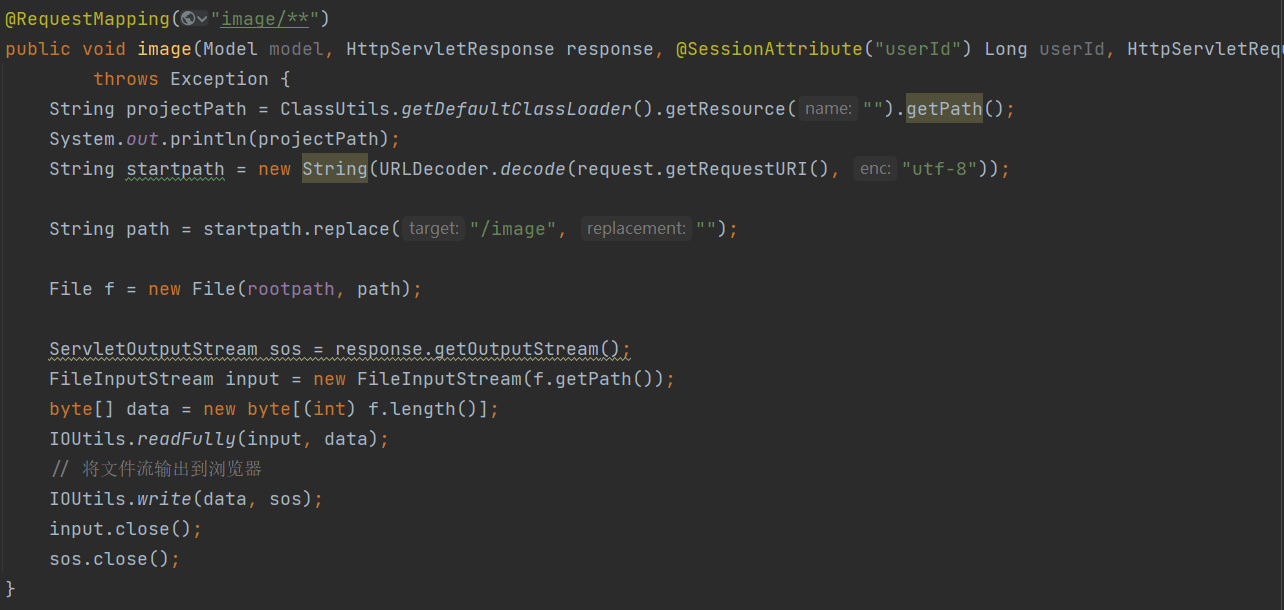 @RequestMapping("image/**")
public void image(Model model, HttpServletResponse response, @SessionAttribute("userId") Long userId, HttpServletRequ
throws Exception {
String projectPath = ClassUtils.getDefaultClassLoader().getResource( name: "").getPath();
System.out.println(projectPath);
String startpath = new String(URLDecoder.decode(request.getRequestURI(), enc: "utf-8"));
String path = startpath.replace( target: "/image", replacement: "");
File f = new File(rootpath, path);
ServletOutputStream sos = response.getOutputStream();
FileInputStream input = new FileInputStream(f.getPath());
byte[] data = new byte[(int) f.length()];
IOUtils.readFully(input, data);
// 将文件流输出到浏览器
IOUtils.write(data, sos);
input.close();
sos.close();
}